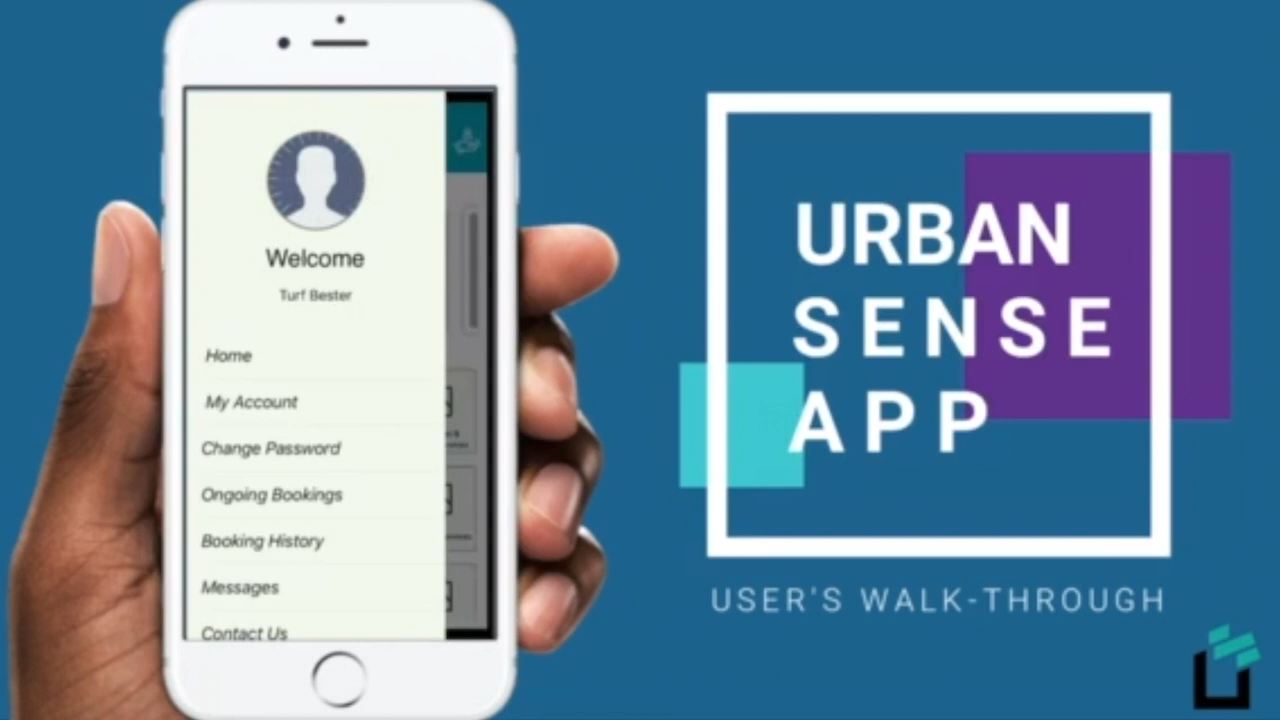 Welcome
Turf Bester
Home
My Account
Change Password
Ongoing Bookings
Booking History
Messages
Contact Us
URBAN
SENSE
APP
USER'S WALK-THROUGH